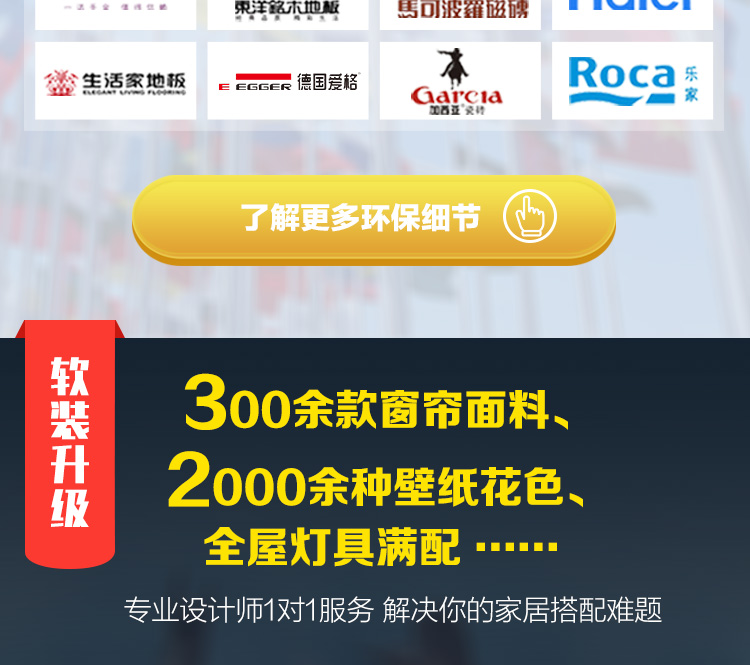 東洋銘木地板
馬可波羅磁磚
Haier
生活家地板
ELEGANT LIVING FLOORING
E EGGER 德国爱格
Garcia
加西亚瓷砖
Roca 乐家
了解更多环保细节
软装升级
300余款窗帘面料、
2000余种壁纸花色、
全屋灯具满配 ······
专业设计师1对1服务 解决你的家居搭配难题